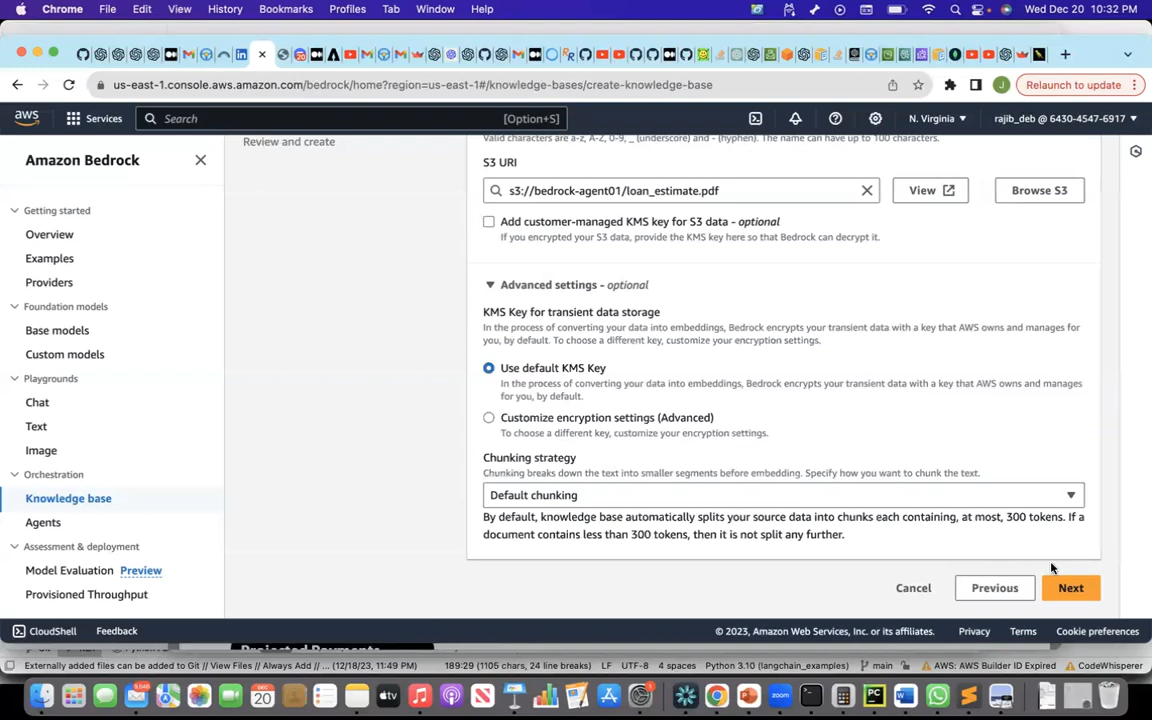 Chrome File Edit View History Bookmarks Profiles Tab Window Help Wed Dec 20 10:32 PM
us-east-1.console.aws.amazon.com/bedrock/home?region=us-east-1#/knowledge-bases/create-knowledge-base
Relaunch to update
aws Services Search [Option+S] N. Virginia rajib_deb @ 6430-4547-6917
Amazon Bedrock
Getting started
Overview
Examples
Providers
Foundation models
Base models
Custom models
Playgrounds
Chat
Text
Image
Orchestration
Knowledge base
Agents
Assessment & deployment
Model Evaluation Preview
Provisioned Throughput
Review and create
Valid characters are a-z, A-Z, 0-9, _ (underscore) and - (hyphen). The name can have up to 100 characters.
S3 URI
s3://bedrock-agent01/loan_estimate.pdf
View
Browse S3
Add customer-managed KMS key for S3 data - optional
If you encrypted your S3 data, provide the KMS key here so that Bedrock can decrypt it.
Advanced settings - optional
KMS Key for transient data storage
In the process of converting your data into embeddings, Bedrock encrypts your transient data with a key that AWS owns and manages for
you, by default. To choose a different key, customize your encryption settings.
Use default KMS Key
In the process of converting your data into embeddings, Bedrock encrypts your transient data with a key that AWS owns and manages
for you, by default.
Customize encryption settings (Advanced)
To choose a different key, customize your encryption settings.
Chunking strategy
Chunking breaks down the text into smaller segments before embedding. Specify how you want to chunk the text.
Default chunking
By default, knowledge base automatically splits your source data into chunks each containing, at most, 300 tokens. If a
document contains less than 300 tokens, then it is not split any further.
Cancel Previous Next
CloudShell Feedback © 2023, Amazon Web Services, Inc. or its affiliates. Privacy Terms Cookie preferences
Projected Payments
Externally added files can be added to Git // View Files // Always Add // ... (12/18/23, 11:49 PM) 189:29 (1105 chars, 24 line breaks) LF UTF-8 4 spaces Python 3.10 (langchain_examples) main AWS: AWS Builder ID Expired CodeWhisperer